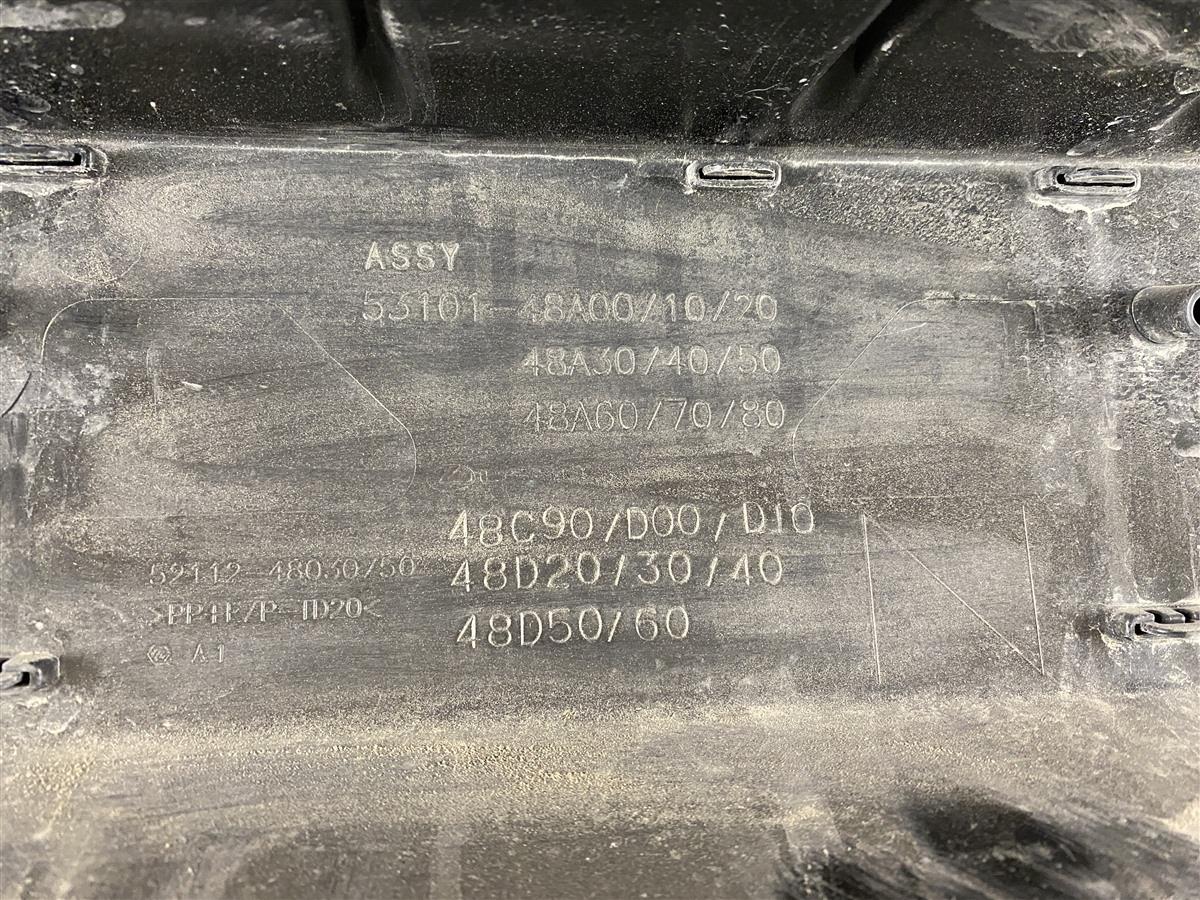 ASSY
53101-48A00/10/20
48A30/40/50
48A60/70/80
48C90/D00/D10
48D20/30/40
48D50/60
52112-48030/50
>PP+E/P-TD20<
A1